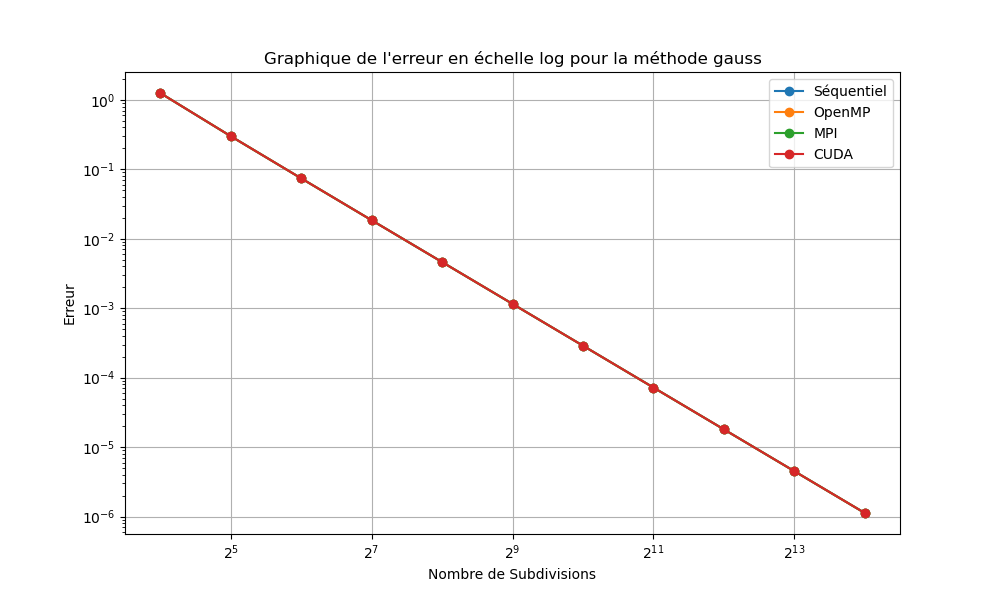 Graphique de l'erreur en échelle log pour la méthode gauss
Séquentiel
OpenMP
MPI
CUDA
Erreur
10⁰
10⁻¹
10⁻²
10⁻³
10⁻⁴
10⁻⁵
10⁻⁶
2⁵
2⁷
2⁹
2¹¹
2¹³
Nombre de Subdivisions